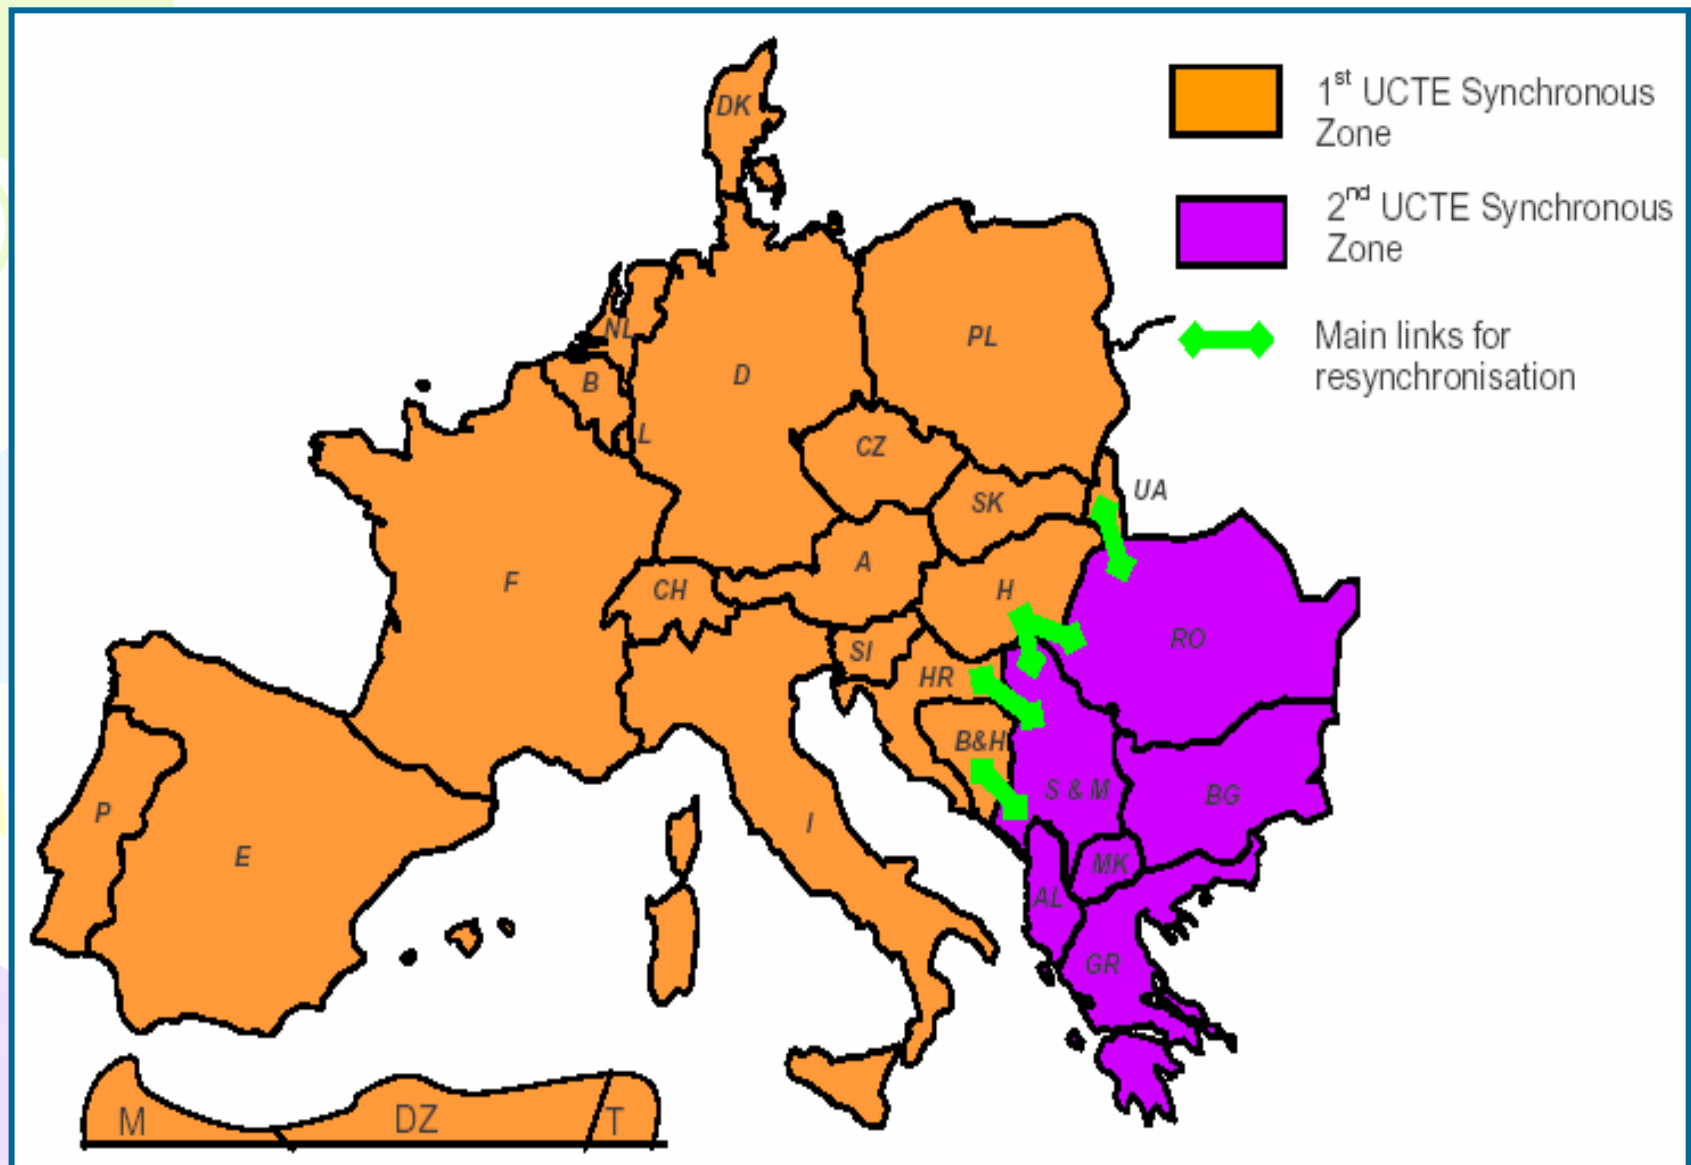 1st UCTE Synchronous
Zone
2nd UCTE Synchronous
Zone
Main links for
resynchronisation
DK
NL
PL
B
D
L
CZ
UA
SK
A
F
CH
H
RO
SI
HR
B&H
S & M
BG
P
I
E
MK
AL
GR
M
DZ
T